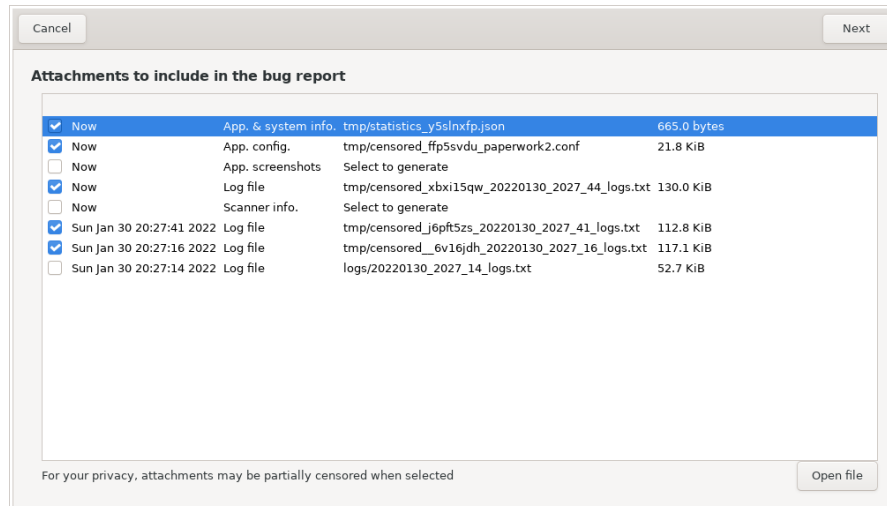 Cancel Next
Attachments to include in the bug report
Now App. & system info. tmp/statistics_y5slnxfp.json 665.0 bytes
Now App. config. tmp/censored_ffp5svdu_paperwork2.conf 21.8 KiB
Now App. screenshots Select to generate
Now Log file tmp/censored_xbxi15qw_20220130_2027_44_logs.txt 130.0 KiB
Now Scanner info. Select to generate
Sun Jan 30 20:27:41 2022 Log file tmp/censored_j6pft5zs_20220130_2027_41_logs.txt 112.8 KiB
Sun Jan 30 20:27:16 2022 Log file tmp/censored__6v16jdh_20220130_2027_16_logs.txt 117.1 KiB
Sun Jan 30 20:27:14 2022 Log file logs/20220130_2027_14_logs.txt 52.7 KiB
For your privacy, attachments may be partially censored when selected Open file